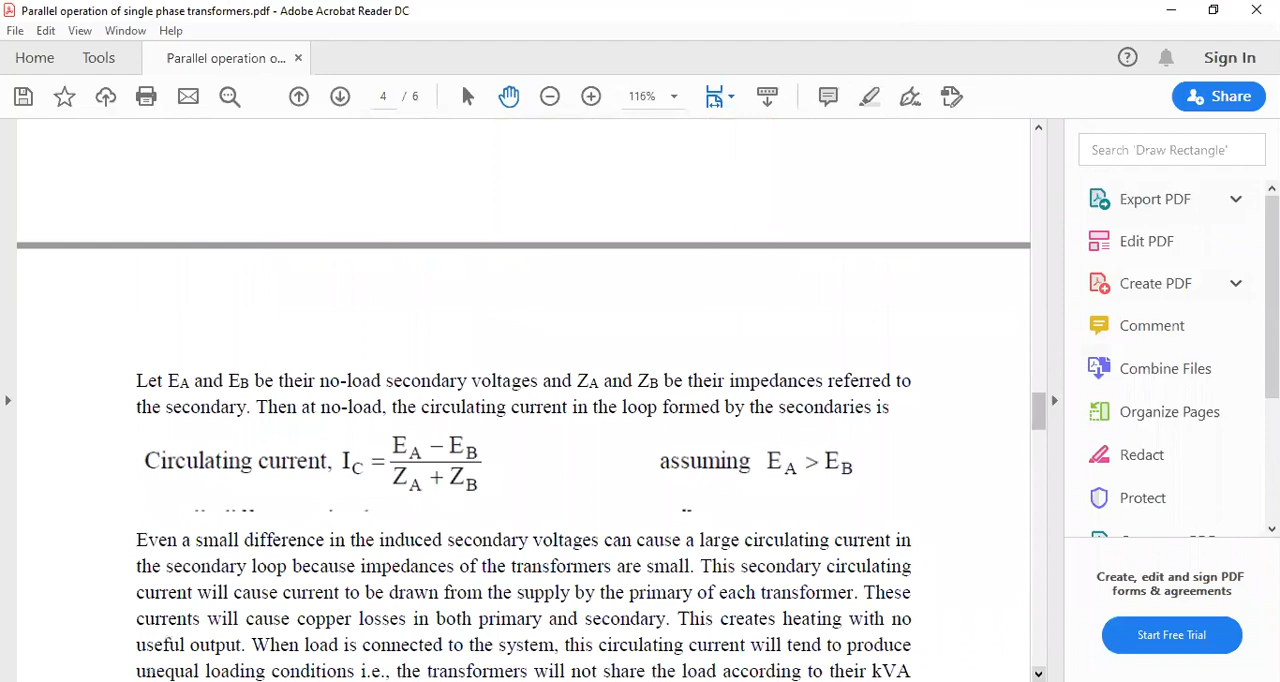 Parallel operation of single phase transformers.pdf - Adobe Acrobat Reader DC
File Edit View Window Help
Home Tools Parallel operation o... × Sign In
4 / 6 116% Share
Search 'Draw Rectangle'
Export PDF
Edit PDF
Create PDF
Comment
Combine Files
Organize Pages
Redact
Protect
Create, edit and sign PDF
forms & agreements
Start Free Trial
Let EA and EB be their no-load secondary voltages and ZA and ZB be their impedances referred to
the secondary. Then at no-load, the circulating current in the loop formed by the secondaries is
Circulating current, IC = (EA − EB) / (ZA + ZB) assuming EA > EB
Even a small difference in the induced secondary voltages can cause a large circulating current in
the secondary loop because impedances of the transformers are small. This secondary circulating
current will cause current to be drawn from the supply by the primary of each transformer. These
currents will cause copper losses in both primary and secondary. This creates heating with no
useful output. When load is connected to the system, this circulating current will tend to produce
unequal loading conditions i.e., the transformers will not share the load according to their kVA